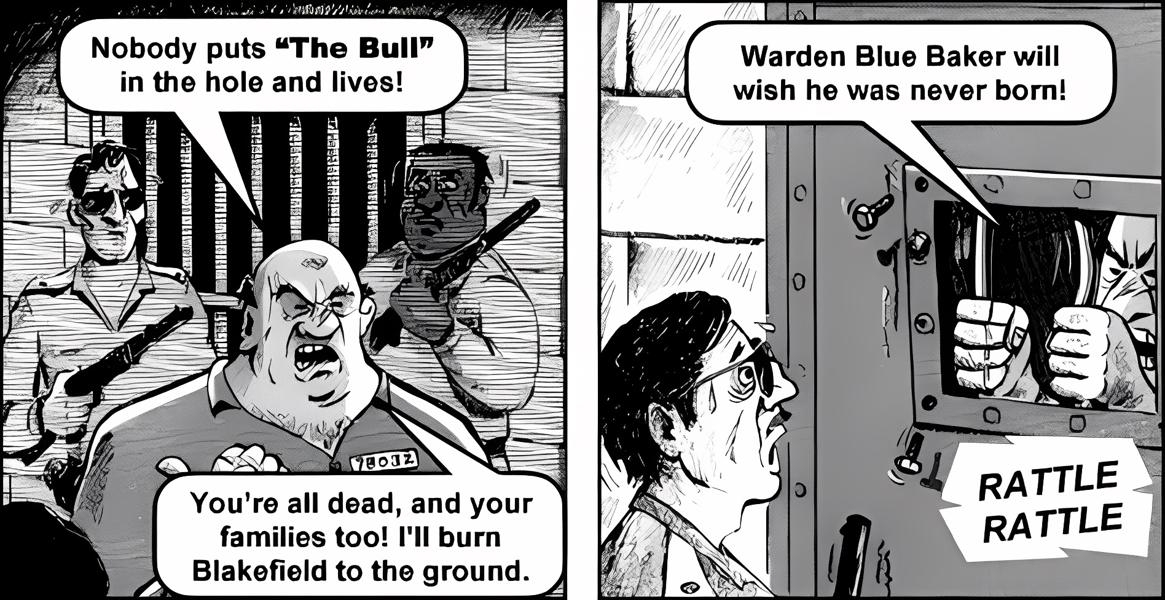 Nobody puts “The Bull”
in the hole and lives!
You’re all dead, and your
families too! I'll burn
Blakefield to the ground.
Warden Blue Baker will
wish he was never born!
RATTLE
RATTLE